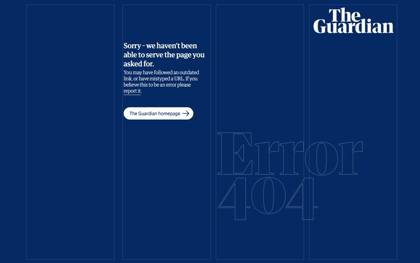 The
Guardian
Sorry – we haven't been
able to serve the page you
asked for.
You may have followed an outdated
link, or have mistyped a URL. If you
believe this to be an error please
report it.
The Guardian homepage →
Error
404